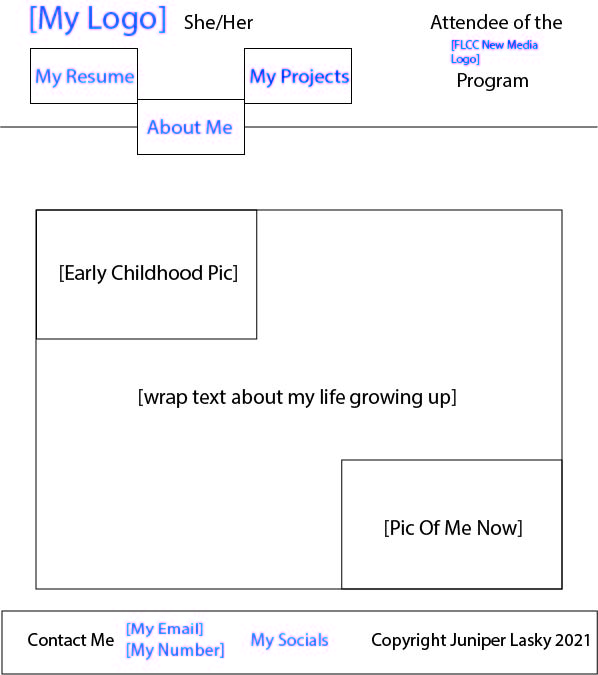 [My Logo] She/Her
Attendee of the
[FLCC New Media
Logo]
Program
My Resume
My Projects
About Me
[Early Childhood Pic]
[wrap text about my life growing up]
[Pic Of Me Now]
Contact Me
[My Email]
[My Number]
My Socials
Copyright Juniper Lasky 2021